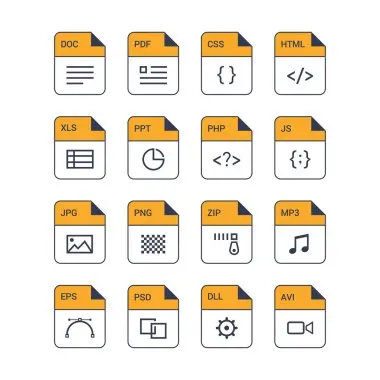 DOC
PDF
CSS
HTML
{ }
</>
XLS
PPT
PHP
JS
<?>
{;}
JPG
PNG
ZIP
MP3
EPS
PSD
DLL
AVI